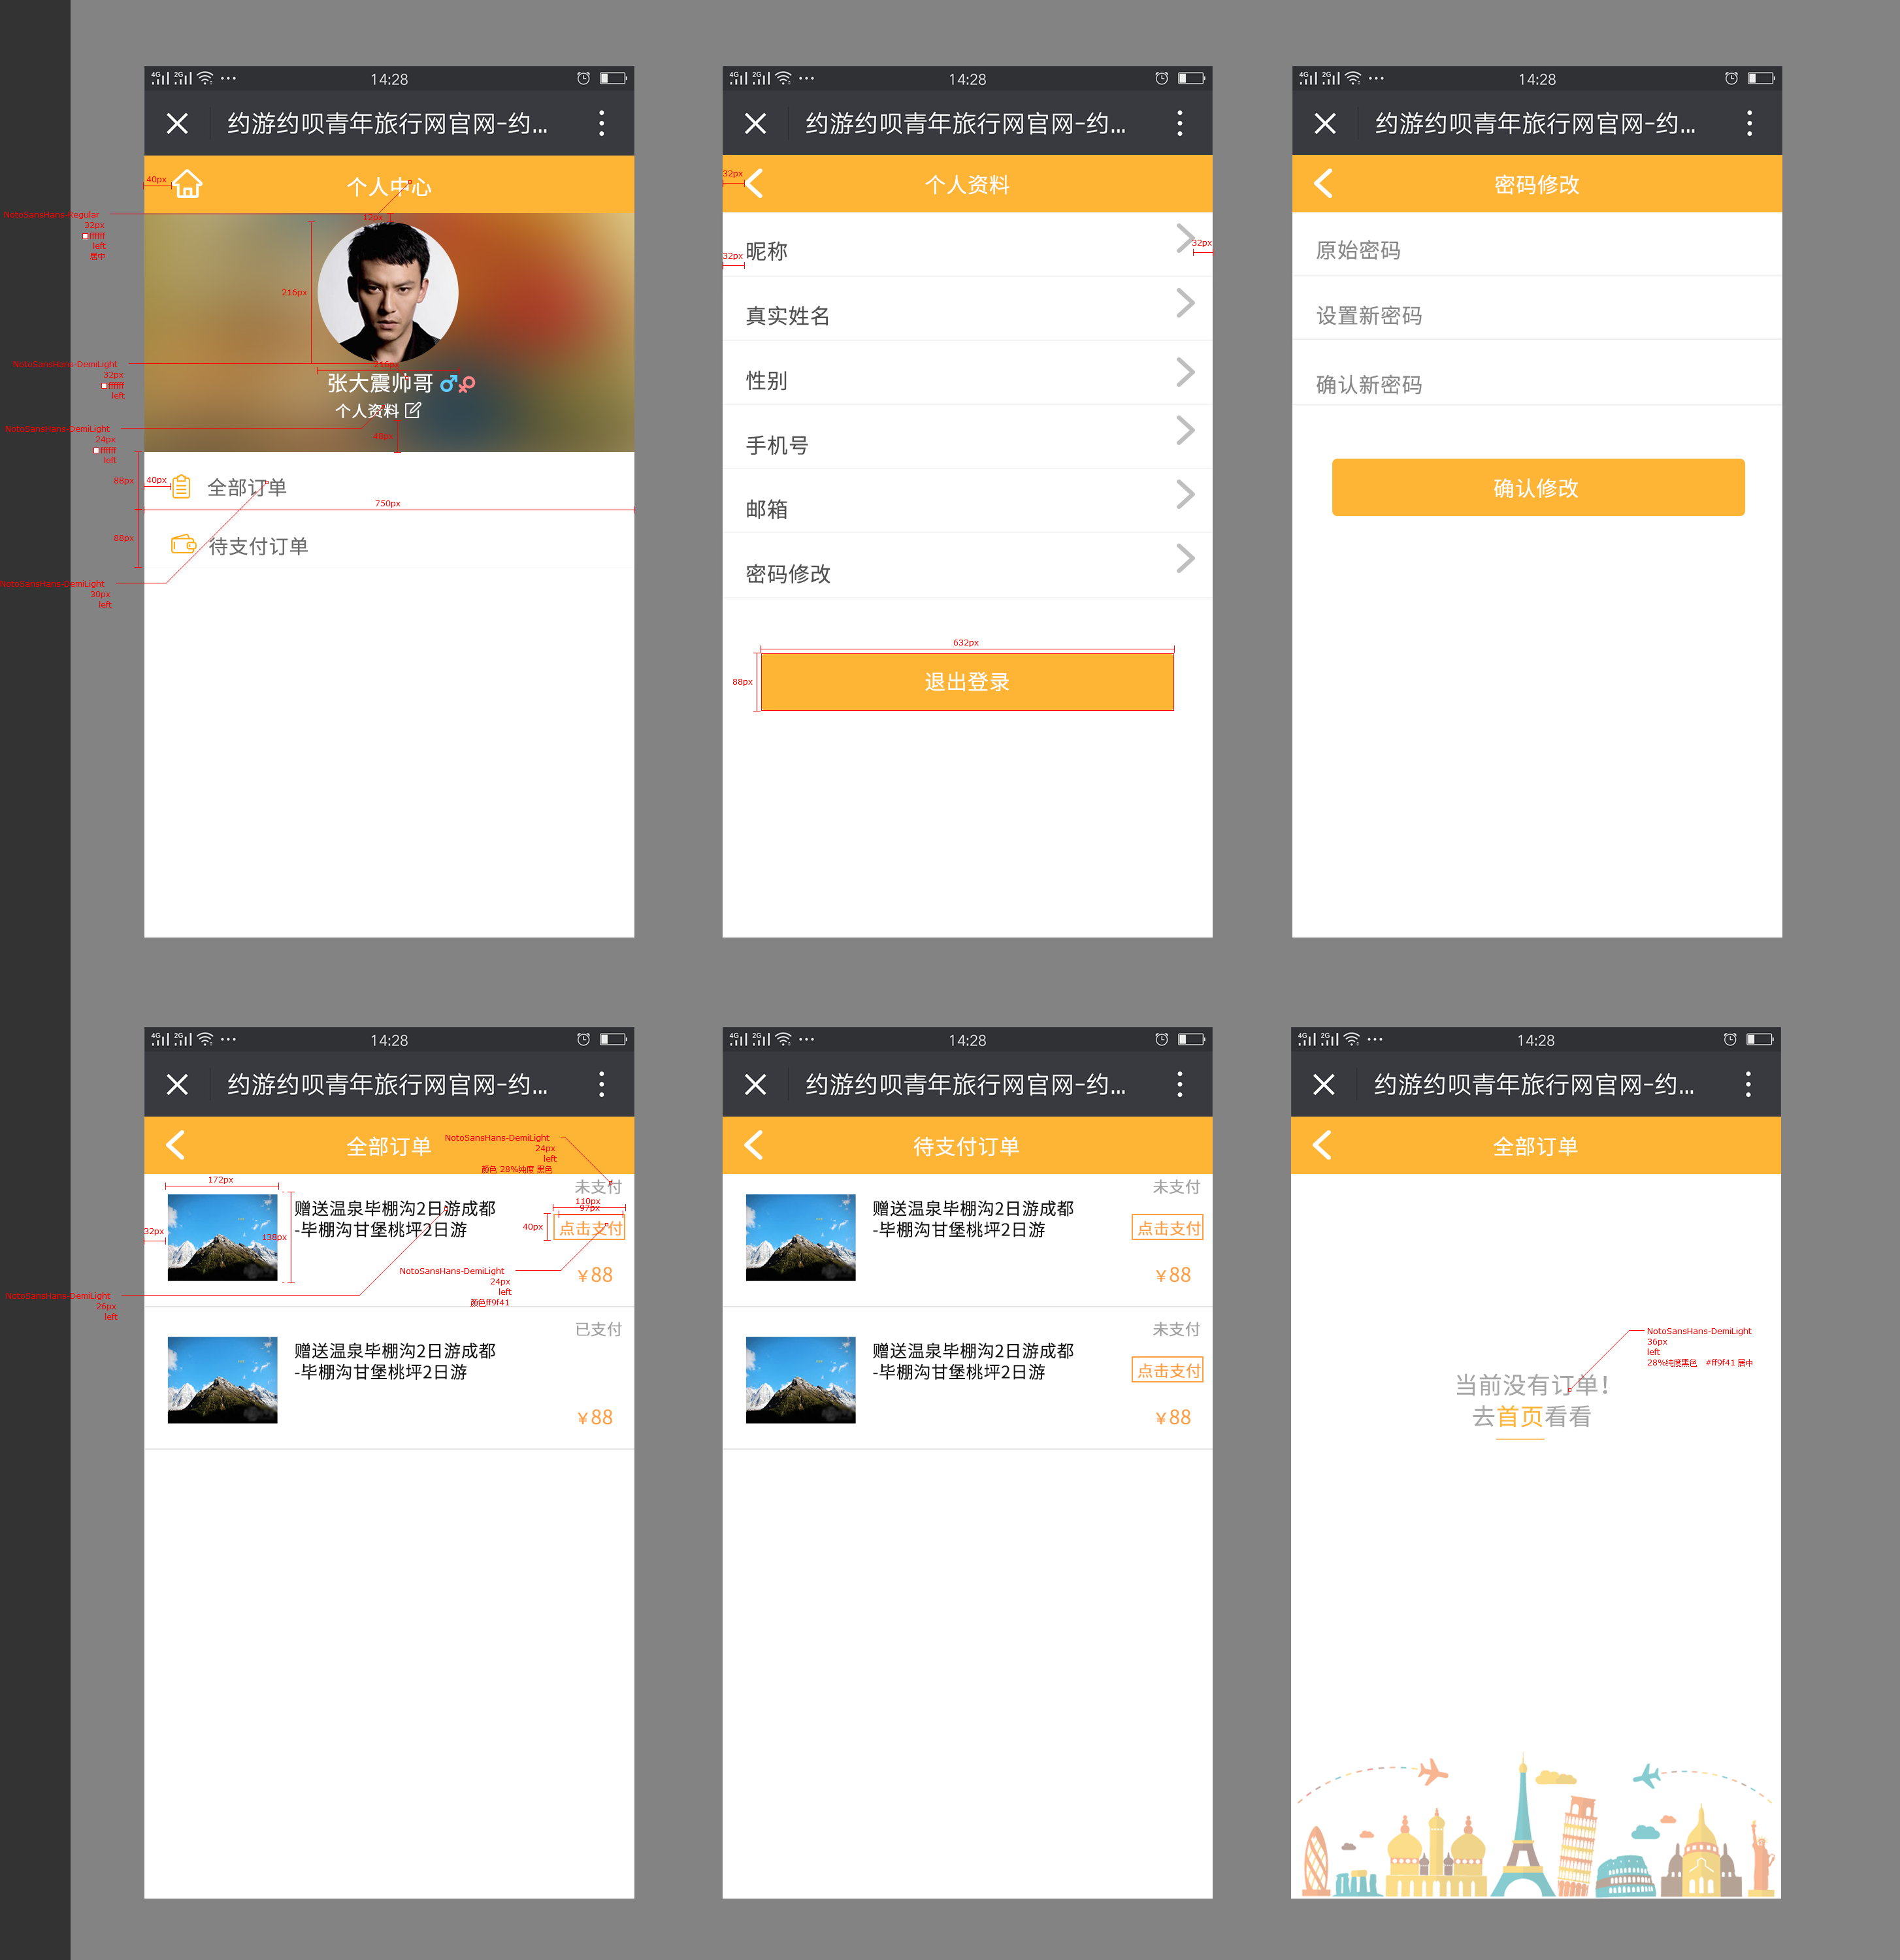 4G 2G 14:28
约游约呗青年旅行网官网-约...
40px
个人中心
NotoSansHans-Regular
32px
ffffff
left
居中
12px
216px
NotoSansHans-DemiLight
32px
ffffff
left
216px
张大震帅哥
个人资料
NotoSansHans-DemiLight
24px
ffffff
left
48px
88px
40px
全部订单
750px
88px
待支付订单
NotoSansHans-DemiLight
30px
left
4G 2G 14:28
约游约呗青年旅行网官网-约...
32px
个人资料
32px
昵称
32px
真实姓名
性别
手机号
邮箱
密码修改
632px
88px
退出登录
4G 2G 14:28
约游约呗青年旅行网官网-约...
密码修改
原始密码
设置新密码
确认新密码
确认修改
4G 2G 14:28
约游约呗青年旅行网官网-约...
全部订单
NotoSansHans-DemiLight
24px
left
颜色 28%纯度 黑色
172px
未支付
110px
97px
赠送温泉毕棚沟2日游成都
-毕棚沟甘堡桃坪2日游
40px
点击支付
32px
138px
NotoSansHans-DemiLight
24px
left
颜色ff9f41
¥88
NotoSansHans-DemiLight
26px
left
已支付
赠送温泉毕棚沟2日游成都
-毕棚沟甘堡桃坪2日游
¥88
4G 2G 14:28
约游约呗青年旅行网官网-约...
待支付订单
未支付
赠送温泉毕棚沟2日游成都
-毕棚沟甘堡桃坪2日游
点击支付
¥88
未支付
赠送温泉毕棚沟2日游成都
-毕棚沟甘堡桃坪2日游
点击支付
¥88
4G 2G 14:28
约游约呗青年旅行网官网-约...
全部订单
NotoSansHans-DemiLight
36px
left
28%纯度黑色 #ff9f41 居中
当前没有订单!
去首页看看